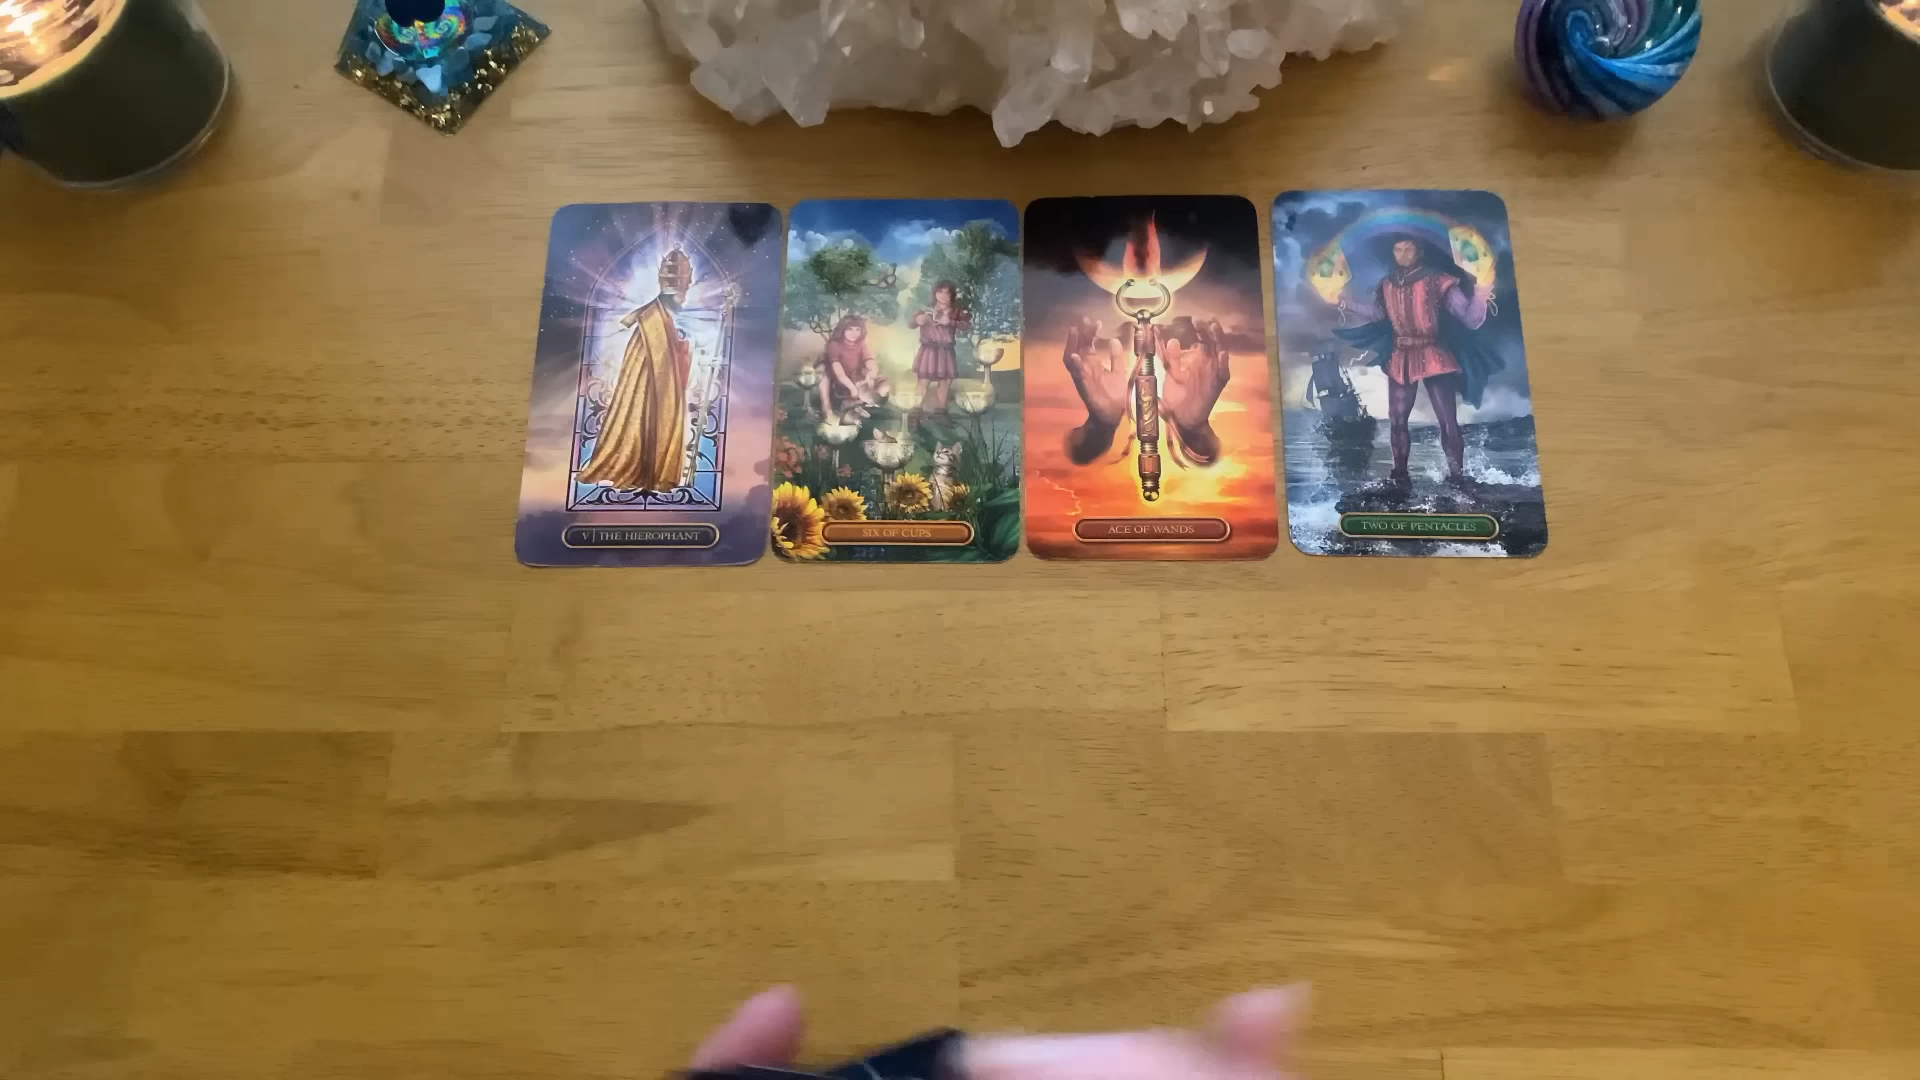 V | THE HIEROPHANT
SIX OF CUPS
ACE OF WANDS
TWO OF PENTACLES